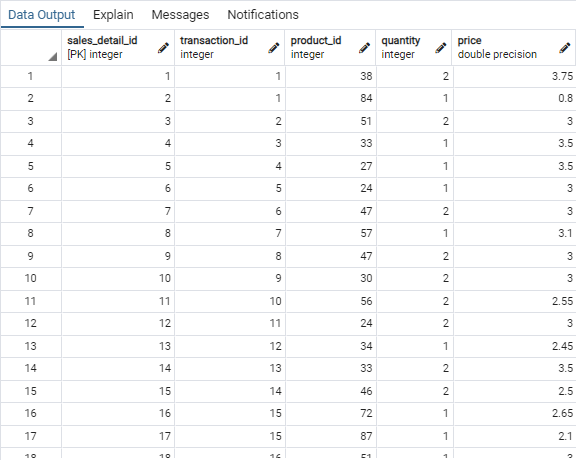 Data Output Explain Messages Notifications
sales_detail_id transaction_id product_id quantity price
[PK] integer integer integer integer double precision
1 1 1 38 2 3.75
2 2 1 84 1 0.8
3 3 2 51 2 3
4 4 3 33 1 3.5
5 5 4 27 1 3.5
6 6 5 24 1 3
7 7 6 47 2 3
8 8 7 57 1 3.1
9 9 8 47 2 3
10 10 9 30 2 3
11 11 10 56 2 2.55
12 12 11 24 2 3
13 13 12 34 1 2.45
14 14 13 33 2 3.5
15 15 14 46 2 2.5
16 16 15 72 1 2.65
17 17 15 87 1 2.1
18 18 16 51 1 3